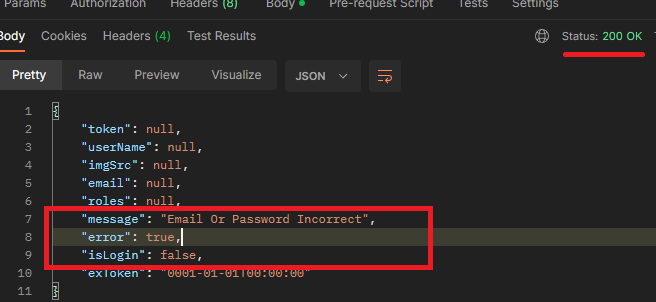 Params Authorization Headers (8) Body Pre-request Script Tests Settings
Body Cookies Headers (4) Test Results Status: 200 OK
Pretty Raw Preview Visualize JSON
1 {
2 "token": null,
3 "userName": null,
4 "imgSrc": null,
5 "email": null,
6 "roles": null,
7 "message": "Email Or Password Incorrect",
8 "error": true,
9 "isLogin": false,
10 "exToken": "0001-01-01T00:00:00"
11 }